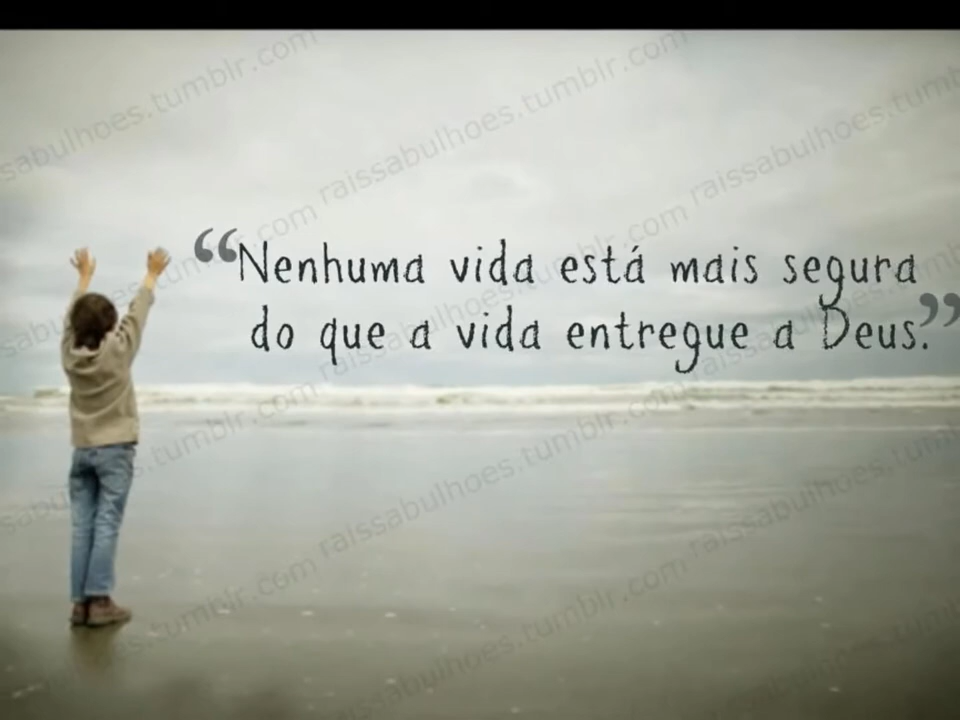 “Nenhuma vida está mais segura
do que a vida entregue a Deus.”
raissabulhoes.tumblr.com